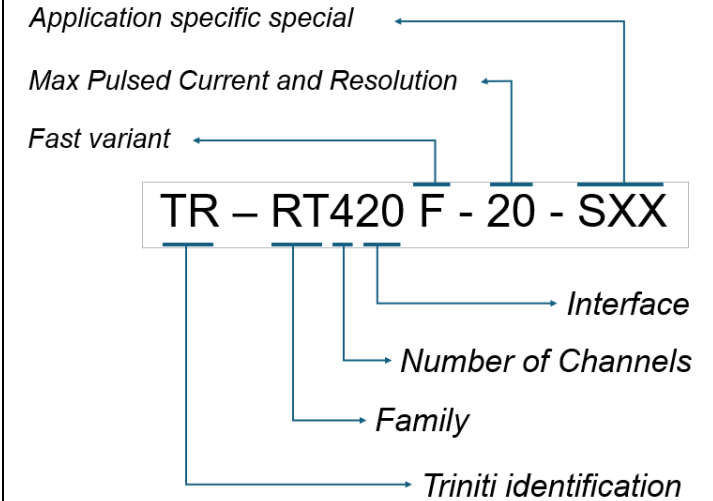 Application specific special
Max Pulsed Current and Resolution
Fast variant
TR – RT420 F - 20 - SXX
Interface
Number of Channels
Family
Triniti identification